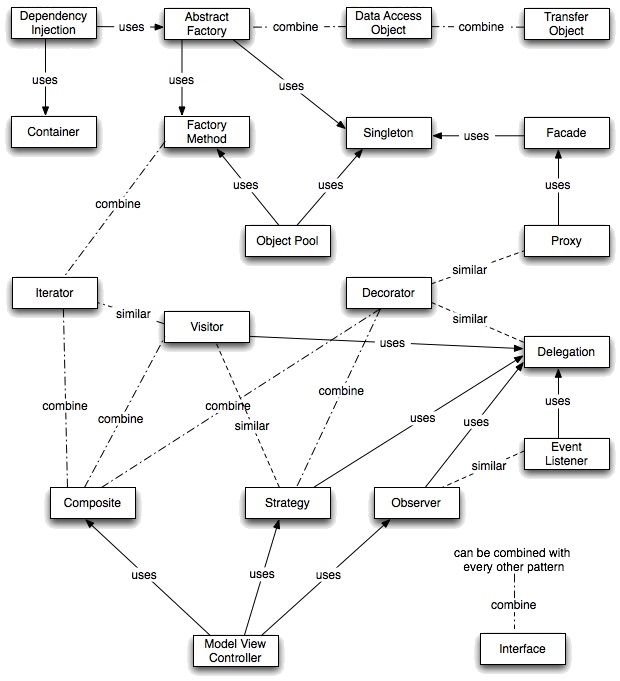 Dependency
Injection
uses
Abstract
Factory
combine
Data Access
Object
combine
Transfer
Object
uses
uses
uses
Container
Factory
Method
Singleton
uses
Facade
uses
uses
uses
combine
Object Pool
Proxy
similar
Iterator
Decorator
similar
similar
Visitor
uses
Delegation
combine
combine
combine
combine
similar
uses
uses
uses
Event
Listener
similar
Composite
Strategy
Observer
uses
uses
uses
can be combined with
every other pattern
combine
Model View
Controller
Interface